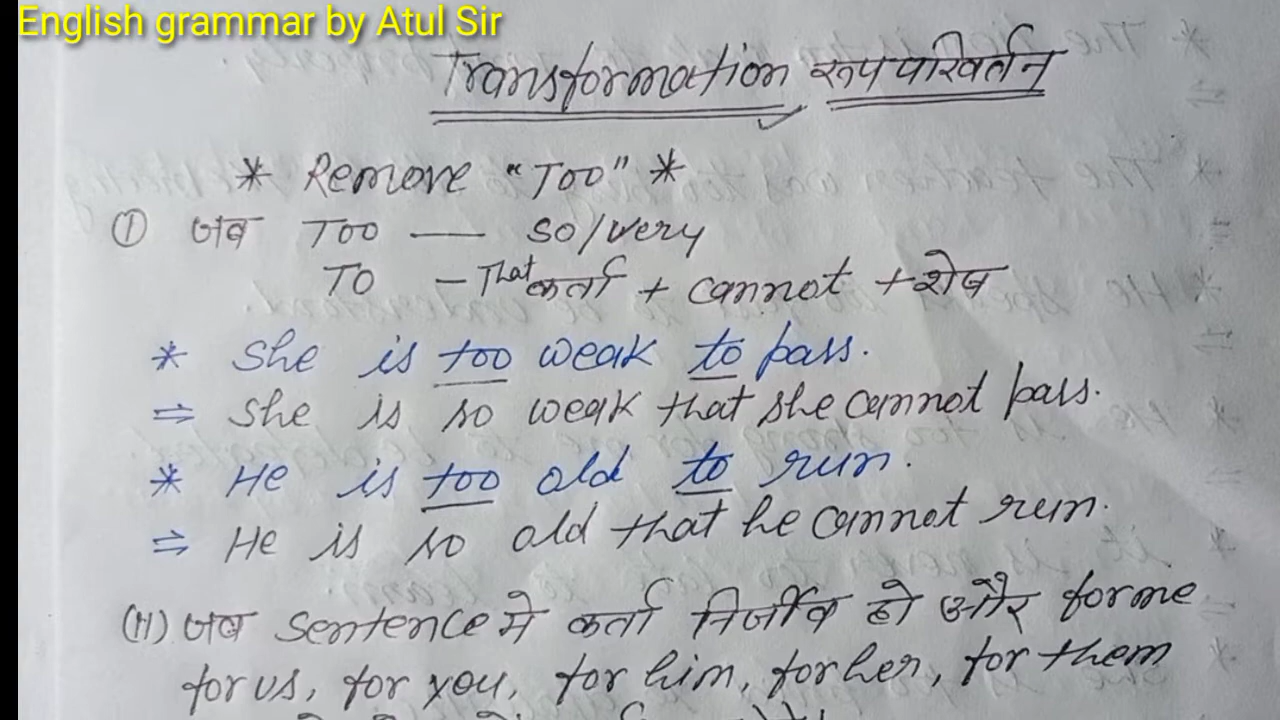 English grammar by Atul Sir
Transformation रूपपरिवर्तन
* Remove "Too" *
① जब Too — so/very
To - That कर्ता + cannot + शेष
* She is too weak to pass.
⇒ She is so weak that she cannot pass.
* He is too old to run.
⇒ He is so old that he cannot run.
(II) जब sentence मे कर्ता निर्जीव हो और for me
for us, for you, for him, for her, for them